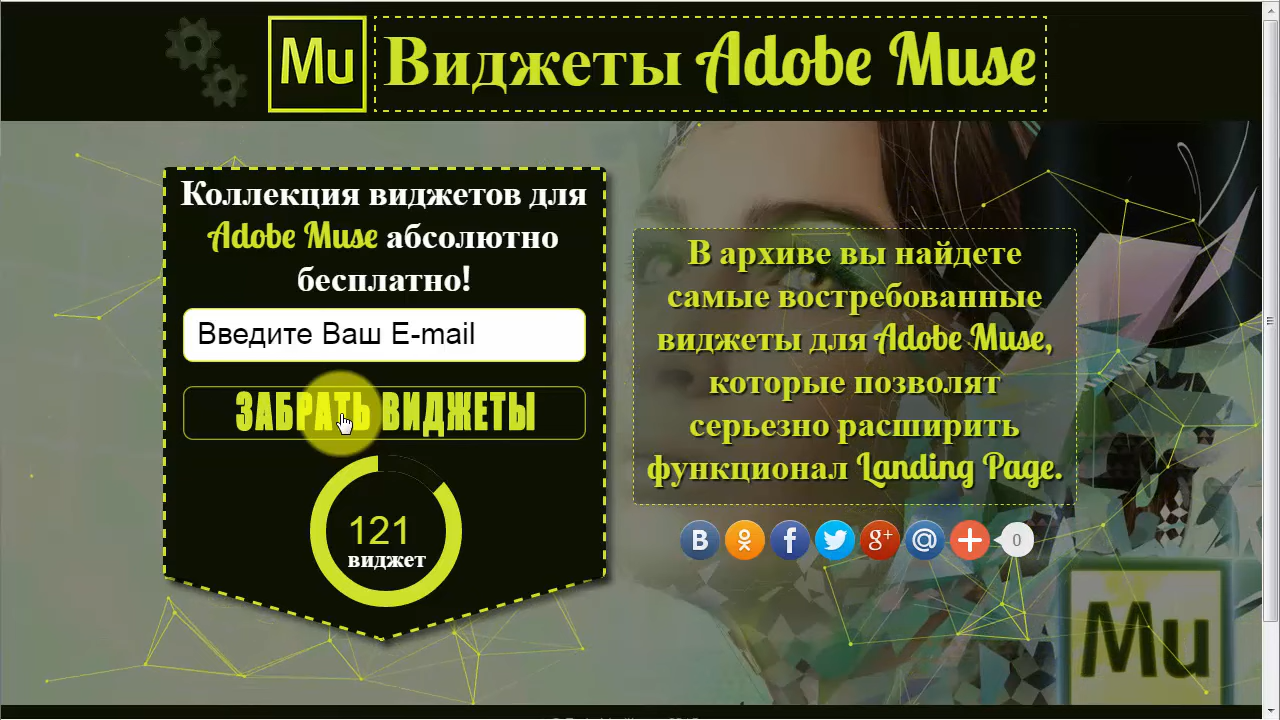 Mu
Виджеты Adobe Muse
Коллекция виджетов для
Adobe Muse абсолютно
бесплатно!
Введите Ваш E-mail
ЗАБРАТЬ ВИДЖЕТЫ
121
виджет
В архиве вы найдете
самые востребованные
виджеты для Adobe Muse,
которые позволят
серьезно расширить
функционал Landing Page.
0
Mu